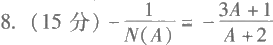 8. (15 分) -\frac{1}{N(A)} = -\frac{3A+1}{A+2}